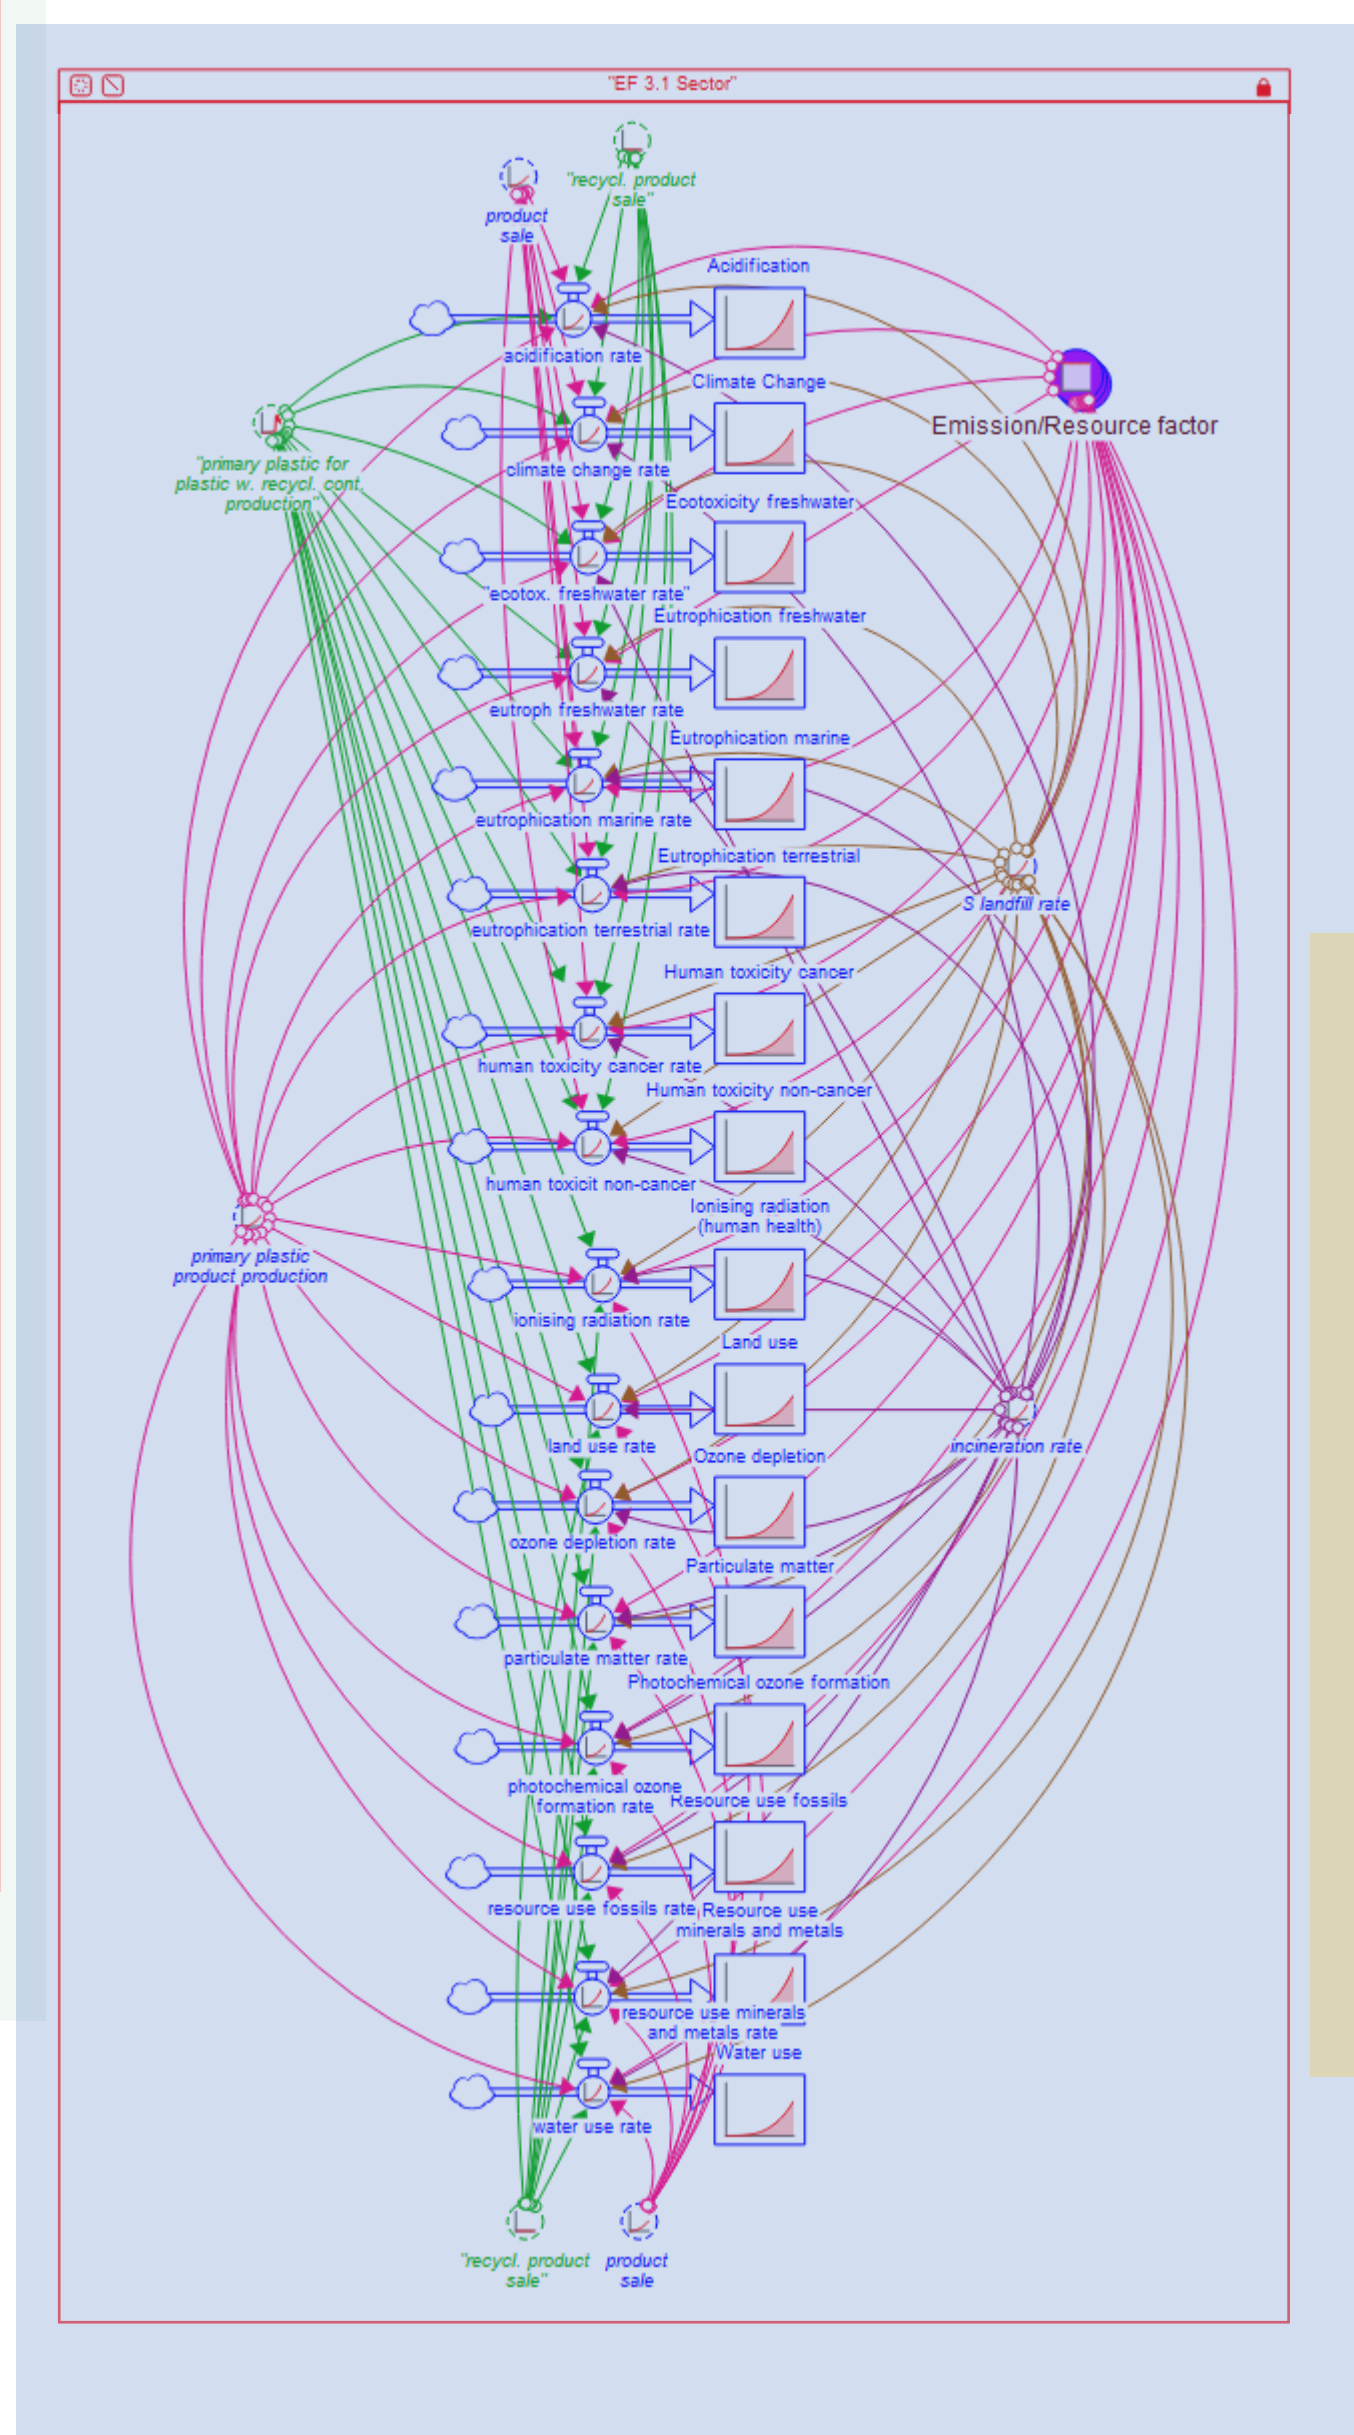 "EF 3.1 Sector"
"recycl. product
sale"
product
sale
Acidification
acidification rate
Climate Change
Emission/Resource factor
"primary plastic for
plastic w. recycl. cont.
production"
climate change rate
Ecotoxicity freshwater
"ecotox. freshwater rate"
Eutrophication freshwater
eutroph freshwater rate
Eutrophication marine
eutrophication marine rate
Eutrophication terrestrial
S landfill rate
eutrophication terrestrial rate
Human toxicity cancer
human toxicity cancer rate
Human toxicity non-cancer
human toxicit non-cancer
Ionising radiation
(human health)
primary plastic
product production
ionising radiation rate
Land use
land use rate
incineration rate
Ozone depletion
ozone depletion rate
Particulate matter
particulate matter rate
Photochemical ozone formation
photochemical ozone
formation rate
Resource use fossils
resource use fossils rate
Resource use
minerals and metals
resource use minerals
and metals rate
Water use
water use rate
"recycl. product
sale"
product
sale